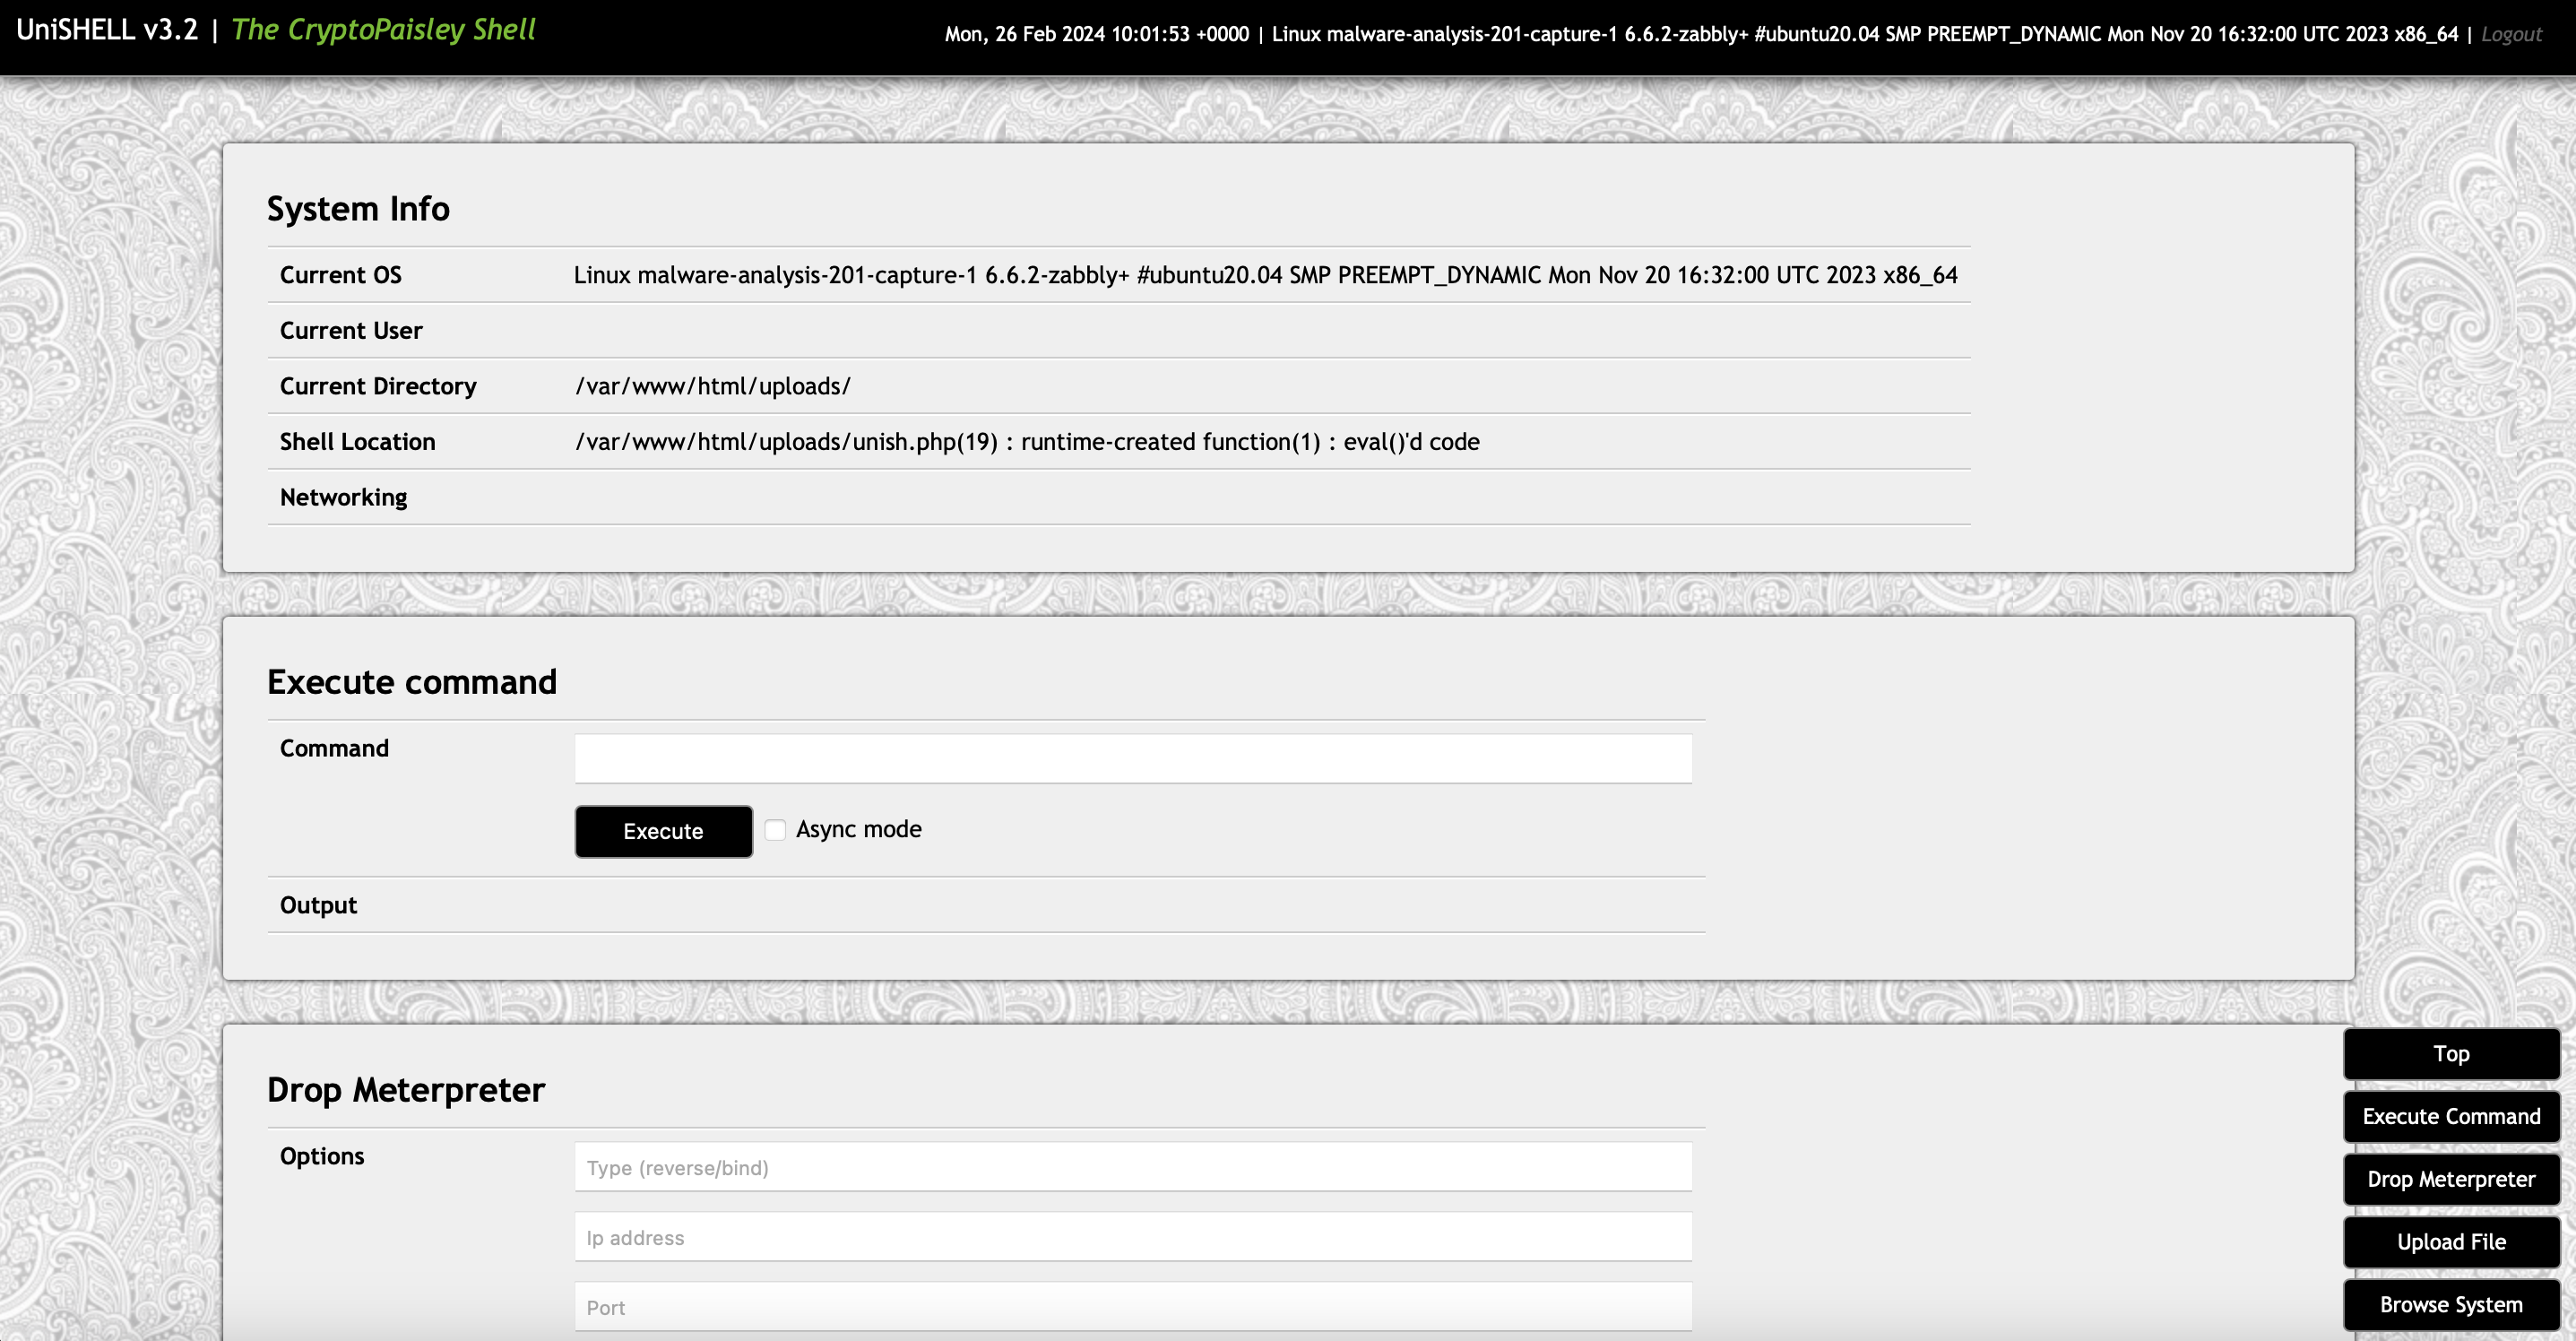 UniSHELL v3.2 | The CryptoPaisley Shell
Mon, 26 Feb 2024 10:01:53 +0000 | Linux malware-analysis-201-capture-1 6.6.2-zabbly+ #ubuntu20.04 SMP PREEMPT_DYNAMIC Mon Nov 20 16:32:00 UTC 2023 x86_64 | Logout
System Info
Current OS Linux malware-analysis-201-capture-1 6.6.2-zabbly+ #ubuntu20.04 SMP PREEMPT_DYNAMIC Mon Nov 20 16:32:00 UTC 2023 x86_64
Current User
Current Directory /var/www/html/uploads/
Shell Location /var/www/html/uploads/unish.php(19) : runtime-created function(1) : eval()'d code
Networking
Execute command
Command
Execute Async mode
Output
Drop Meterpreter
Options
Type (reverse/bind)
Ip address
Port
Top
Execute Command
Drop Meterpreter
Upload File
Browse System